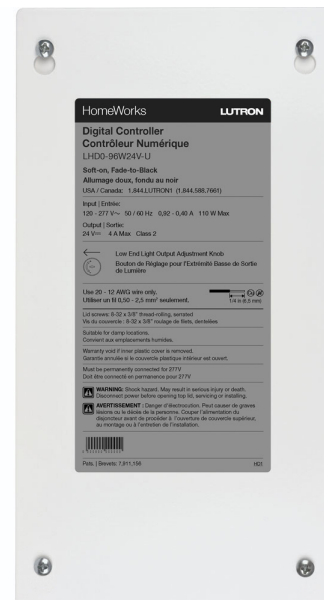 HomeWorks LUTRON
Digital Controller
Contrôleur Numérique
LHD0-96W24V-U
Soft-on, Fade-to-Black
Allumage doux, fondu au noir
USA / Canada: 1.844.LUTRON1 (1.844.588.7661)
Input | Entrée:
120 - 277 V~ 50 / 60 Hz 0,92 - 0,40 A 110 W Max
Output | Sortie:
24 V⎓ 4 A Max Class 2
Low End Light Output Adjustment Knob
Bouton de Réglage pour l'Extrémité Basse de Sortie
de Lumière
Use 20 - 12 AWG wire only.
Utiliser un fil 0,50 - 2,5 mm² seulement.
1/4 in (6,5 mm)
Lid screws: 8-32 x 3/8" thread-rolling, serrated
Vis du couvercle : 8-32 x 3/8" roulage de filets, dentelées
Suitable for damp locations.
Convient aux emplacements humides.
Warranty void if inner plastic cover is removed.
Garantie annulée si le couvercle plastique intérieur est ouvert.
Must be permanently connected for 277V
Doit être connecté en permanence pour 277V
WARNING: Shock hazard. May result in serious injury or death.
Disconnect power before opening top lid, servicing or installing.
AVERTISSEMENT : Danger d'électrocution. Peut causer de graves
lésions ou le décès de la personne. Couper l'alimentation du
disjoncteur avant de procéder à l'ouverture de couvercle supérieur,
au montage ou à l'entretien de l'installation.
Pats. | Brevets: 7,911,156 HD1